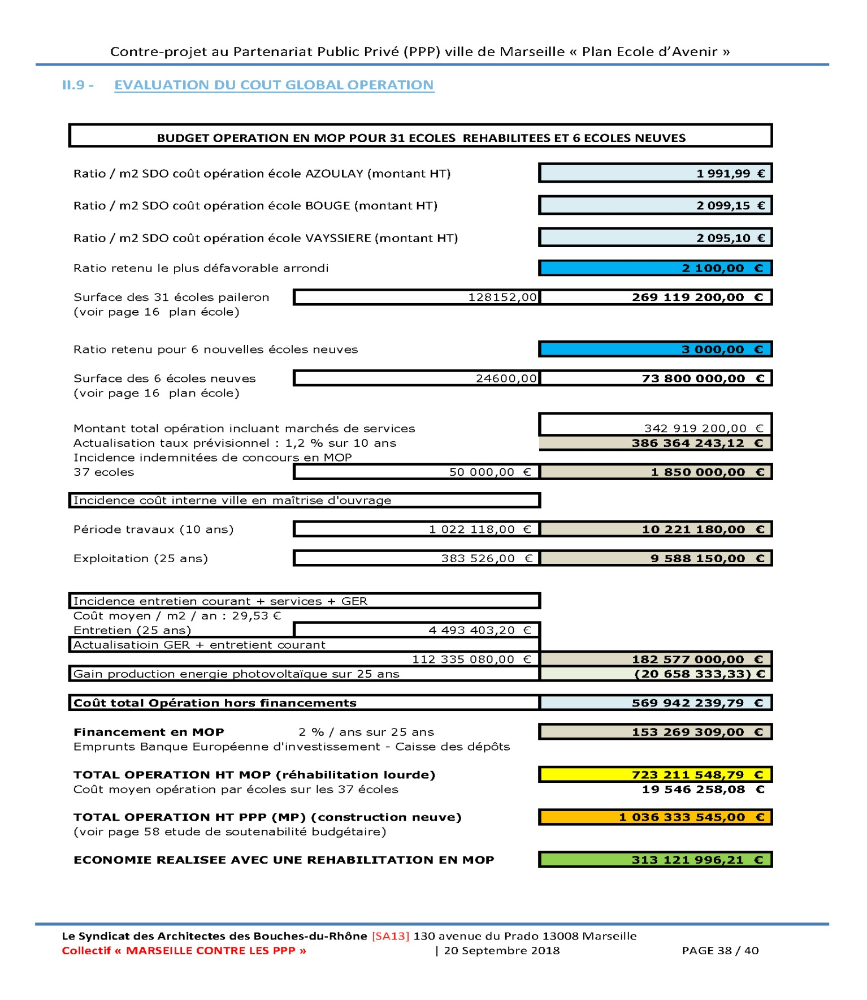 Contre-projet au Partenariat Public Privé (PPP) ville de Marseille « Plan Ecole d’Avenir »
II.9 - EVALUATION DU COUT GLOBAL OPERATION
BUDGET OPERATION EN MOP POUR 31 ECOLES REHABILITEES ET 6 ECOLES NEUVES
Ratio / m2 SDO coût opération école AZOULAY (montant HT) 1 991,99 €
Ratio / m2 SDO coût opération école BOUGE (montant HT) 2 099,15 €
Ratio / m2 SDO coût opération école VAYSSIERE (montant HT) 2 095,10 €
Ratio retenu le plus défavorable arrondi 2 100,00 €
Surface des 31 écoles paileron 128152,00 269 119 200,00 €
(voir page 16 plan école)
Ratio retenu pour 6 nouvelles écoles neuves 3 000,00 €
Surface des 6 écoles neuves 24600,00 73 800 000,00 €
(voir page 16 plan école)
Montant total opération incluant marchés de services 342 919 200,00 €
Actualisation taux prévisionnel : 1,2 % sur 10 ans 386 364 243,12 €
Incidence indemnitées de concours en MOP
37 ecoles 50 000,00 € 1 850 000,00 €
Incidence coût interne ville en maîtrise d'ouvrage
Période travaux (10 ans) 1 022 118,00 € 10 221 180,00 €
Exploitation (25 ans) 383 526,00 € 9 588 150,00 €
Incidence entretien courant + services + GER
Coût moyen / m2 / an : 29,53 €
Entretien (25 ans) 4 493 403,20 €
Actualisatioin GER + entretient courant
112 335 080,00 € 182 577 000,00 €
Gain production energie photovoltaïque sur 25 ans (20 658 333,33) €
Coût total Opération hors financements 569 942 239,79 €
Financement en MOP 2 % / ans sur 25 ans 153 269 309,00 €
Emprunts Banque Européenne d'investissement - Caisse des dépôts
TOTAL OPERATION HT MOP (réhabilitation lourde) 723 211 548,79 €
Coût moyen opération par écoles sur les 37 écoles 19 546 258,08 €
TOTAL OPERATION HT PPP (MP) (construction neuve) 1 036 333 545,00 €
(voir page 58 etude de soutenabilité budgétaire)
ECONOMIE REALISEE AVEC UNE REHABILITATION EN MOP 313 121 996,21 €
Le Syndicat des Architectes des Bouches-du-Rhône [SA13] 130 avenue du Prado 13008 Marseille
Collectif « MARSEILLE CONTRE LES PPP » | 20 Septembre 2018 PAGE 38 / 40